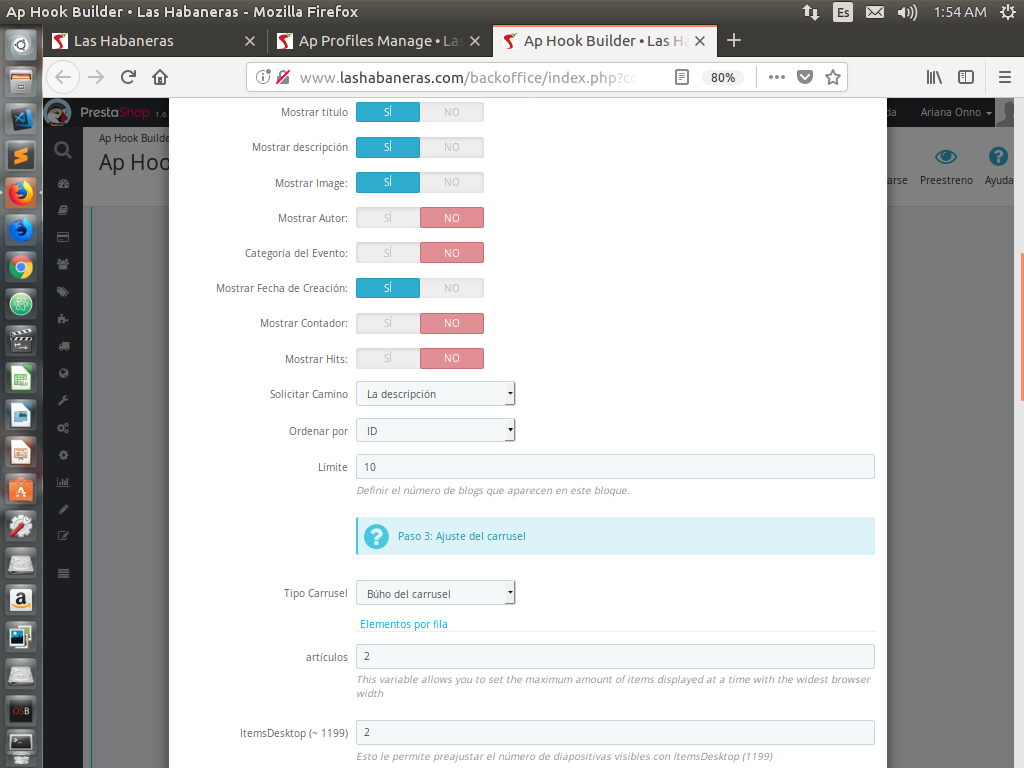 Ap Hook Builder • Las Habaneras - Mozilla Firefox
Es
1:54 AM
Las Habaneras
Ap Profiles Manage • Las
Ap Hook Builder • Las Ha
www.lashabaneras.com/backoffice/index.php?co
80%
PrestaShop 1.6.
da
Ariana Onno
Ap Hook Builde
Ap Hoo
arse
Preestreno
Ayuda
Mostrar título
SÍ
NO
Mostrar descripción
SÍ
NO
Mostrar Image:
SÍ
NO
Mostrar Autor:
SÍ
NO
Categoría del Evento:
SÍ
NO
Mostrar Fecha de Creación:
SÍ
NO
Mostrar Contador:
SÍ
NO
Mostrar Hits:
SÍ
NO
Solicitar Camino
La descripción
Ordenar por
ID
Límite
10
Definir el número de blogs que aparecen en este bloque.
Paso 3: Ajuste del carrusel
Tipo Carrusel
Búho del carrusel
Elementos por fila
artículos
2
This variable allows you to set the maximum amount of items displayed at a time with the widest browser
width
ItemsDesktop (~ 1199)
2
Esto le permite preajustar el número de diapositivas visibles con ItemsDesktop (1199)
OSB